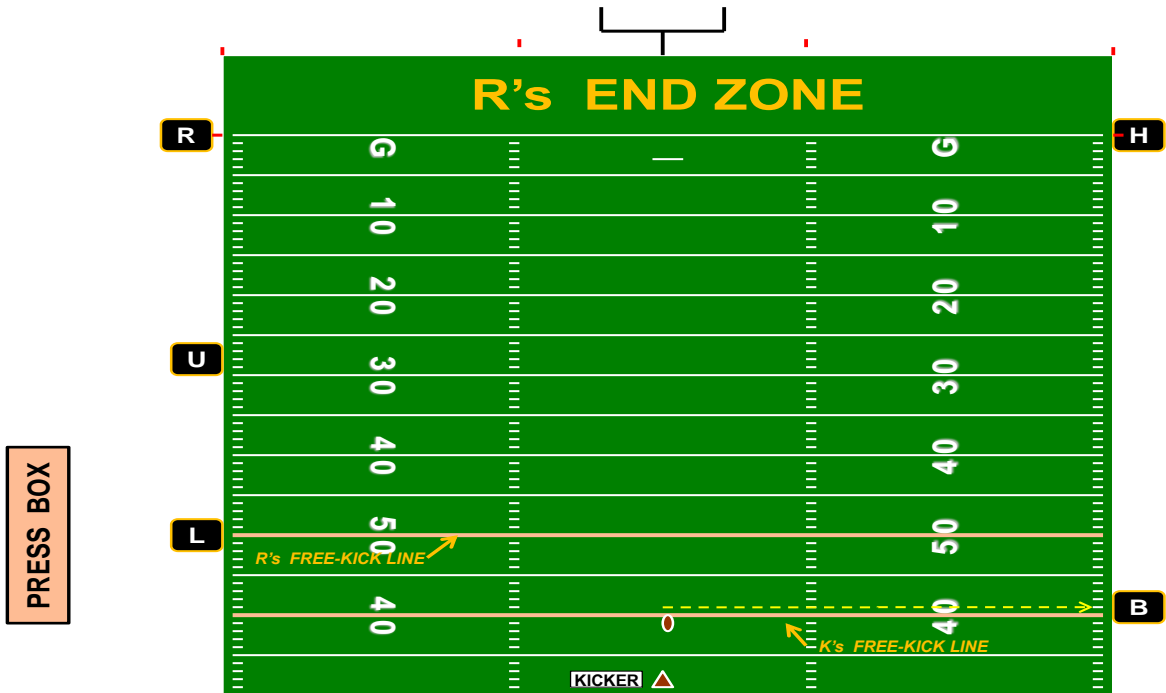 R's END ZONE
R
H
G
G
10
10
20
20
U
30
30
40
40
PRESS BOX
L
50
50
R's FREE-KICK LINE
40
40
B
K's FREE-KICK LINE
KICKER